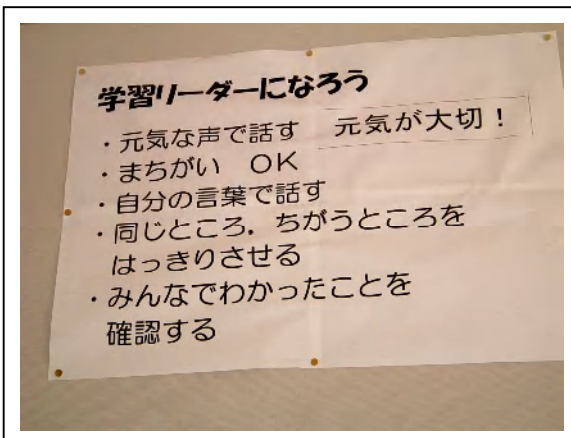 学習リーダーになろう
・元気な声で話す　元気が大切！
・まちがい　OK
・自分の言葉で話す
・同じところ，ちがうところを
はっきりさせる
・みんなでわかったことを
確認する